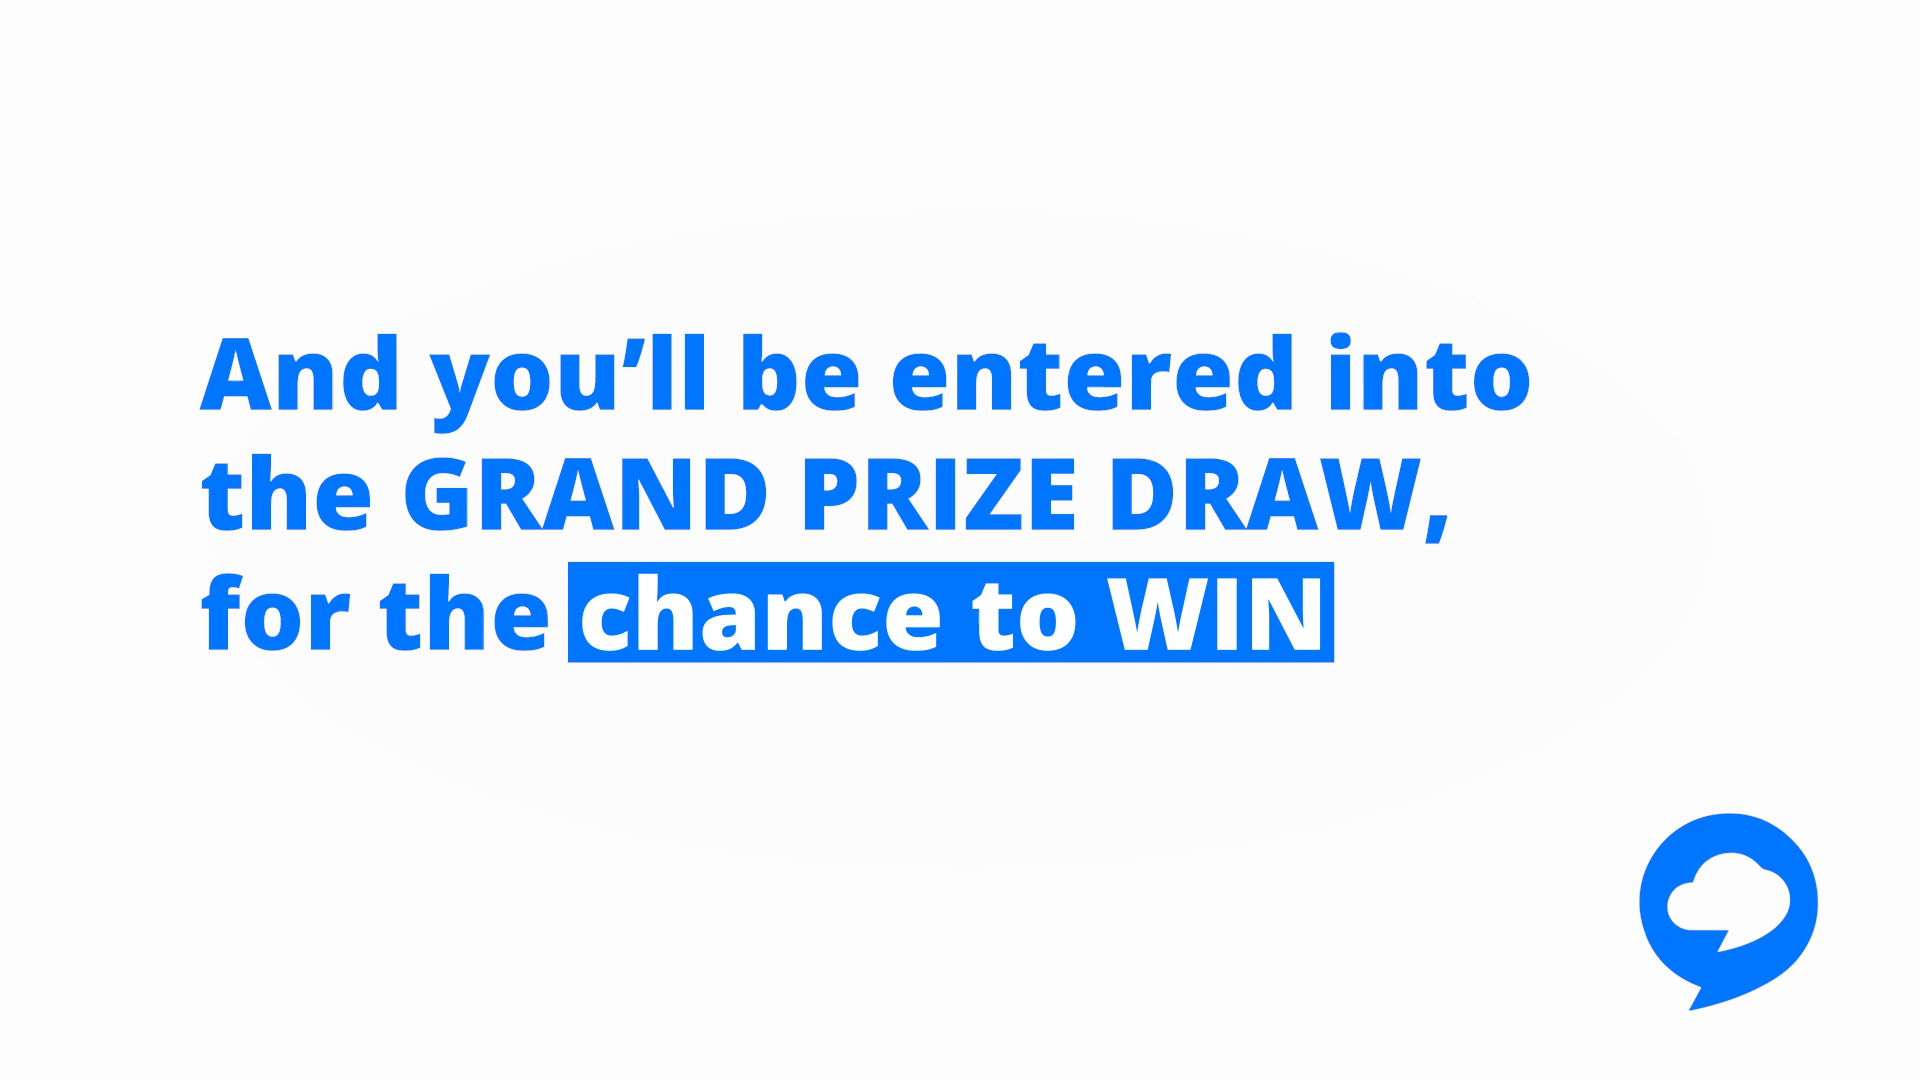 And you’ll be entered into
the GRAND PRIZE DRAW,
for the chance to WIN